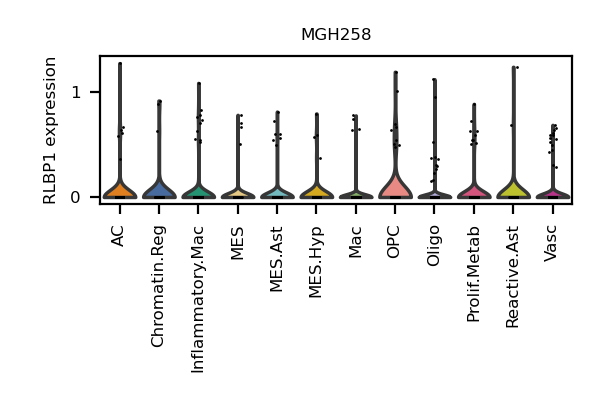 MGH258
RLBP1 expression
1
0
AC
Chromatin.Reg
Inflammatory.Mac
MES
MES.Ast
MES.Hyp
Mac
OPC
Oligo
Prolif.Metab
Reactive.Ast
Vasc